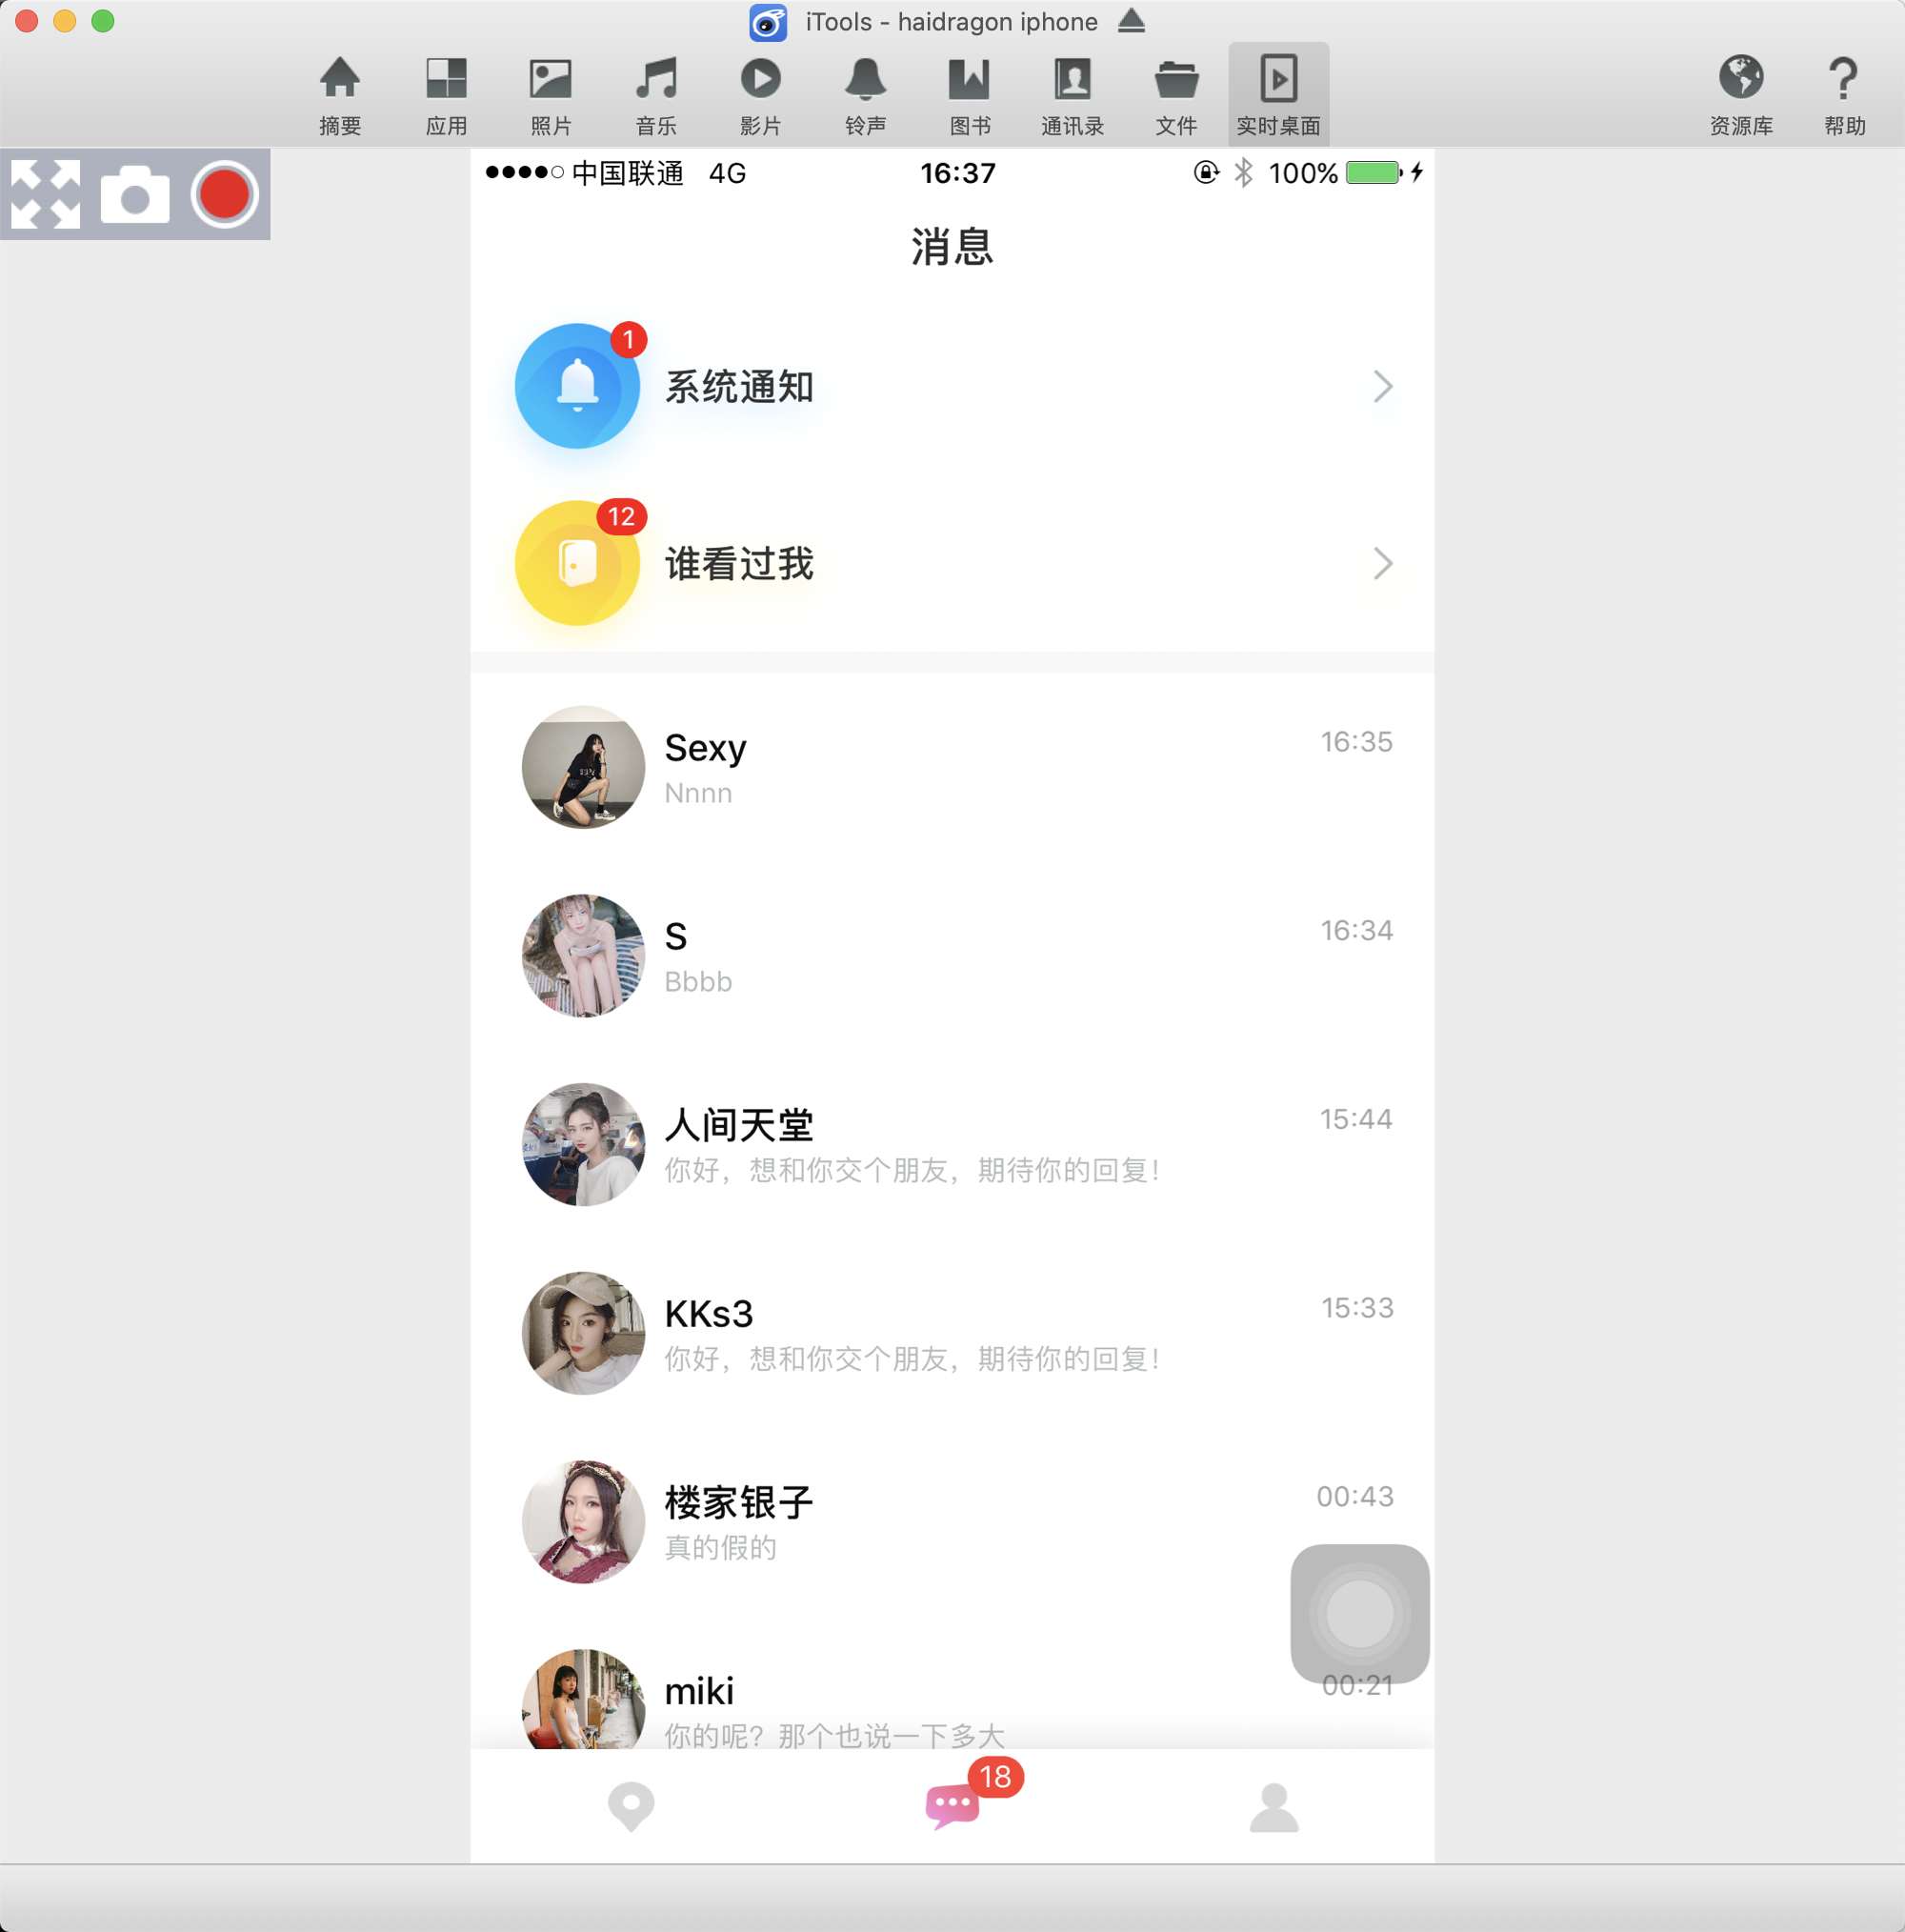 iTools - haidragon iphone
摘要 应用 照片 音乐 影片 铃声 图书 通讯录 文件 实时桌面 资源库 帮助
中国联通 4G 16:37 100%
消息
1
系统通知
12
谁看过我
Sexy 16:35
Nnnn
S 16:34
Bbbb
人间天堂 15:44
你好，想和你交个朋友，期待你的回复！
KKs3 15:33
你好，想和你交个朋友，期待你的回复！
楼家银子 00:43
真的假的
miki 00:21
你的呢？那个也说一下多大
18